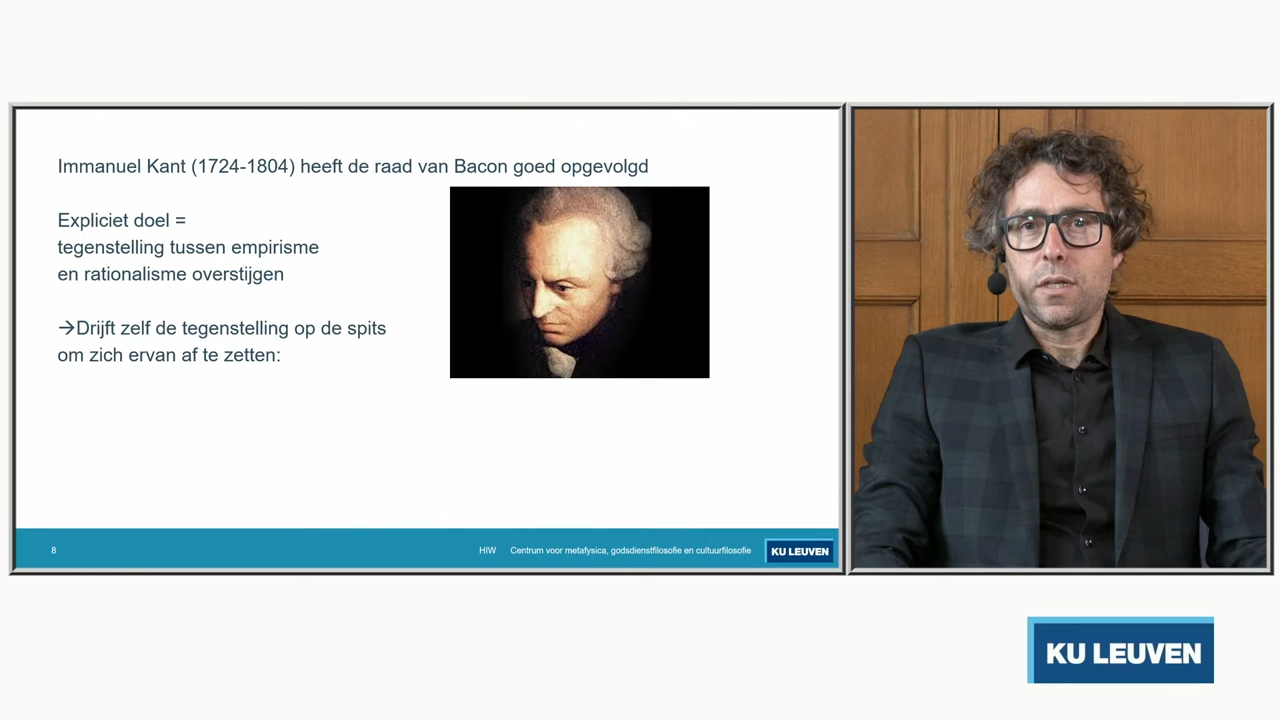 Immanuel Kant (1724-1804) heeft de raad van Bacon goed opgevolgd
Expliciet doel =
tegenstelling tussen empirisme
en rationalisme overstijgen
→Drijft zelf de tegenstelling op de spits
om zich ervan af te zetten:
8
HIW Centrum voor metafysica, godsdienstfilosofie en cultuurfilosofie
KU LEUVEN
KU LEUVEN